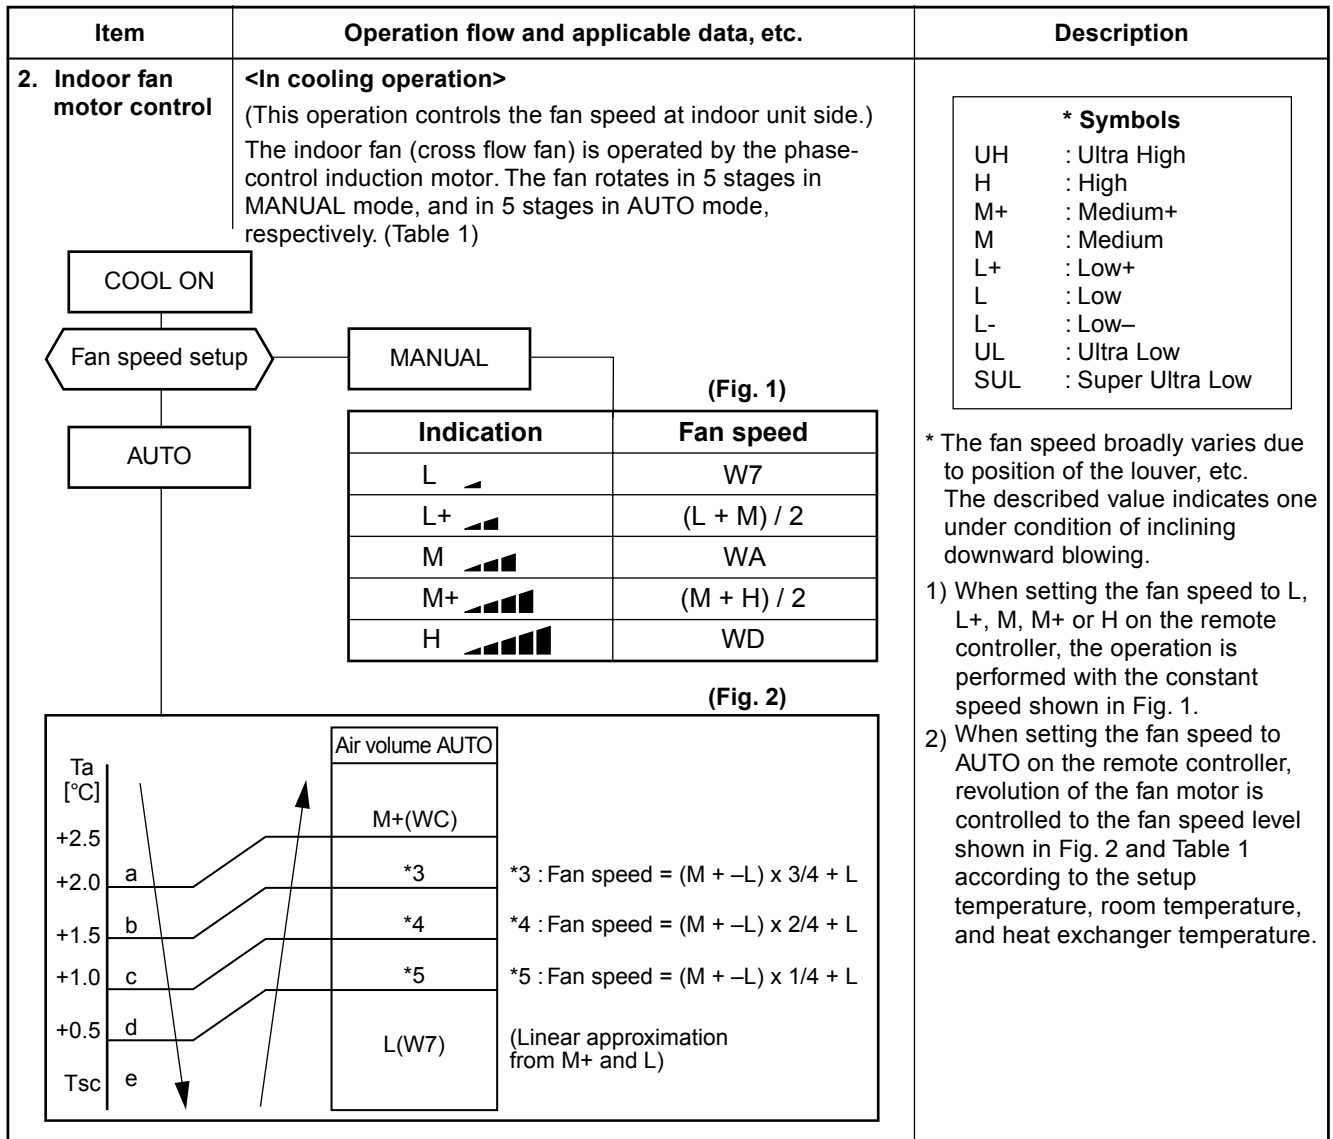 Item
Operation flow and applicable data, etc.
Description
2. Indoor fan
motor control
<In cooling operation>
(This operation controls the fan speed at indoor unit side.)
The indoor fan (cross flow fan) is operated by the phase-
control induction motor. The fan rotates in 5 stages in
MANUAL mode, and in 5 stages in AUTO mode,
respectively. (Table 1)
COOL ON
Fan speed setup
MANUAL
AUTO
(Fig. 1)
Indication Fan speed
L W7
L+ (L + M) / 2
M WA
M+ (M + H) / 2
H WD
(Fig. 2)
Air volume AUTO
Ta
[°C]
M+(WC)
+2.5
+2.0 a *3 *3 : Fan speed = (M + –L) x 3/4 + L
+1.5 b *4 *4 : Fan speed = (M + –L) x 2/4 + L
+1.0 c *5 *5 : Fan speed = (M + –L) x 1/4 + L
+0.5 d L(W7) (Linear approximation
from M+ and L)
Tsc e
* Symbols
UH : Ultra High
H : High
M+ : Medium+
M : Medium
L+ : Low+
L : Low
L- : Low–
UL : Ultra Low
SUL : Super Ultra Low
* The fan speed broadly varies due
to position of the louver, etc.
The described value indicates one
under condition of inclining
downward blowing.
1) When setting the fan speed to L,
L+, M, M+ or H on the remote
controller, the operation is
performed with the constant
speed shown in Fig. 1.
2) When setting the fan speed to
AUTO on the remote controller,
revolution of the fan motor is
controlled to the fan speed level
shown in Fig. 2 and Table 1
according to the setup
temperature, room temperature,
and heat exchanger temperature.